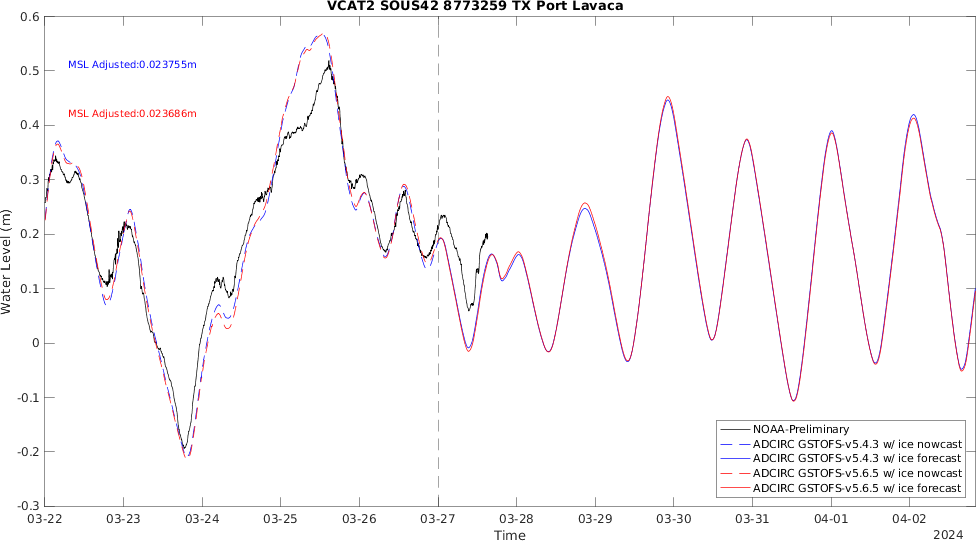 VCAT2 SOUS42 8773259 TX Port Lavaca
0.6
0.5
0.4
0.3
0.2
0.1
0
-0.1
-0.2
-0.3
Water Level (m)
MSL Adjusted:0.023755m
MSL Adjusted:0.023686m
NOAA-Preliminary
ADCIRC GSTOFS-v5.4.3 w/ ice nowcast
ADCIRC GSTOFS-v5.4.3 w/ ice forecast
ADCIRC GSTOFS-v5.6.5 w/ ice nowcast
ADCIRC GSTOFS-v5.6.5 w/ ice forecast
03-22 03-23 03-24 03-25 03-26 03-27 03-28 03-29 03-30 03-31 04-01 04-02
Time
2024